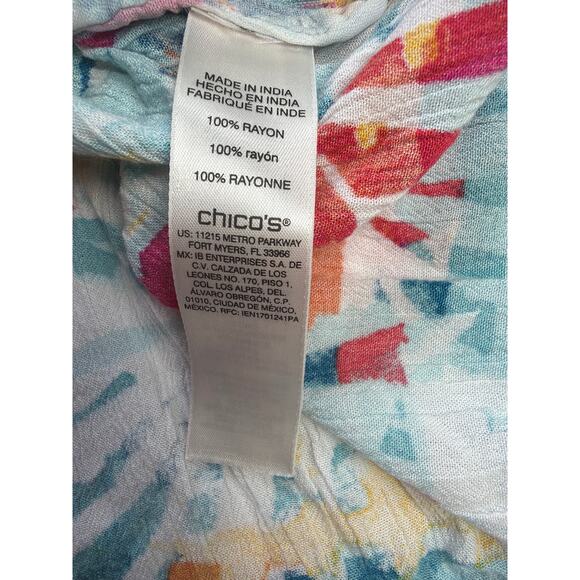 MADE IN INDIA
HECHO EN INDIA
FABRIQUÉ EN INDE
100% RAYON
100% rayón
100% RAYONNE
chico's®
US: 11215 METRO PARKWAY
FORT MYERS, FL 33966
MX: IB ENTERPRISES S.A. DE
C.V. CALZADA DE LOS
LEONES NO. 170, PISO 1,
COL. LOS ALPES, DEL.
ÁLVARO OBREGÓN, C.P.
01010, CIUDAD DE MÉXICO,
MÉXICO. RFC: IEN1701241PA